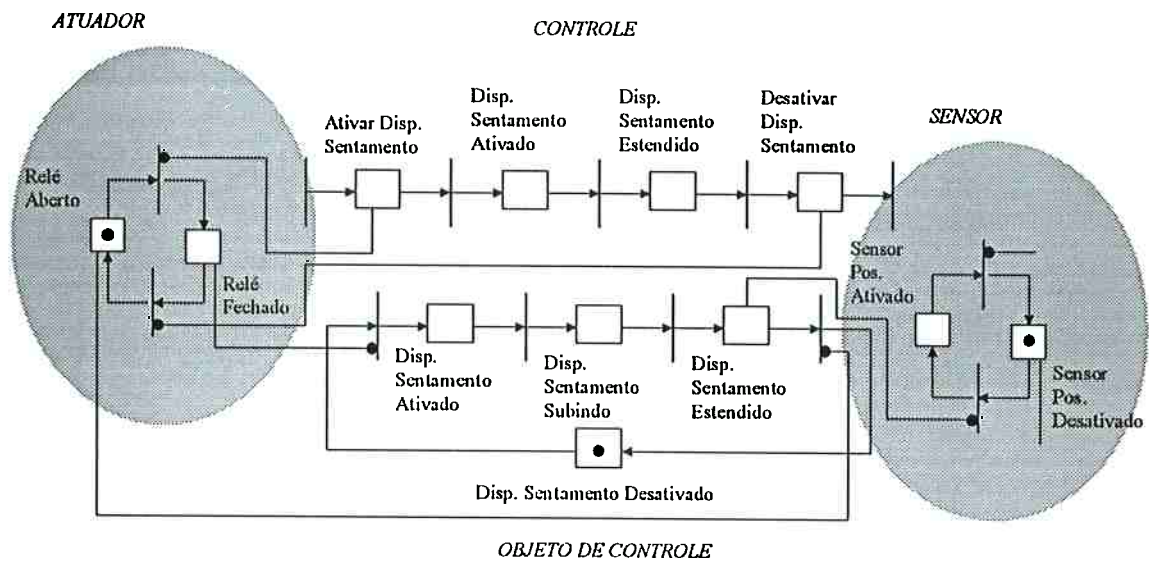 ATUADOR
CONTROLE
Ativar Disp.
Sentamento
Disp.
Sentamento
Ativado
Disp.
Sentamento
Estendido
Desativar
Disp.
Sentamento
SENSOR
Relé
Aberto
Relé
Fechado
Sensor
Pos.
Ativado
Disp.
Sentamento
Ativado
Disp.
Sentamento
Subindo
Disp.
Sentamento
Estendido
Sensor
Pos.
Desativado
Disp. Sentamento Desativado
OBJETO DE CONTROLE